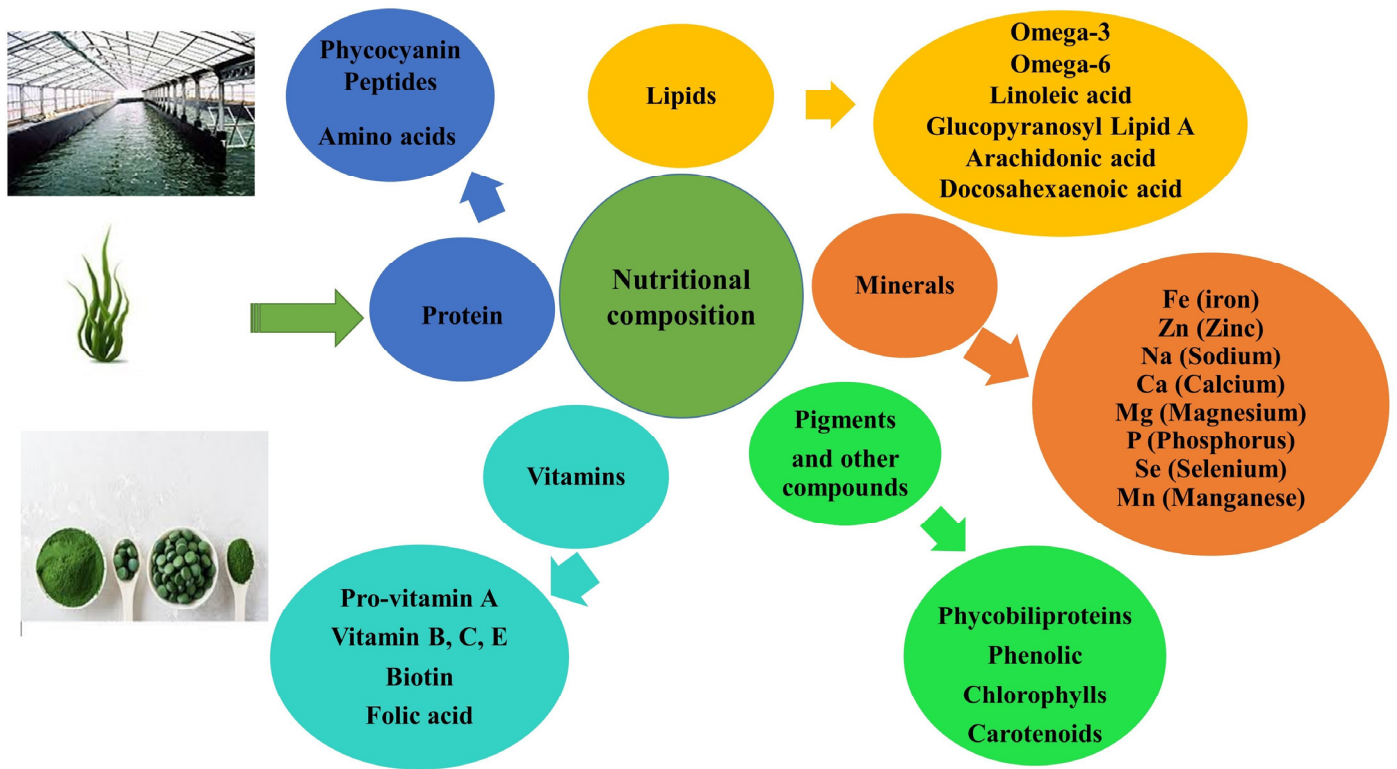 Phycocyanin
Peptides
Amino acids
Lipids
Omega-3
Omega-6
Linoleic acid
Glucopyranosyl Lipid A
Arachidonic acid
Docosahexaenoic acid
Protein
Nutritional
composition
Minerals
Fe (iron)
Zn (Zinc)
Na (Sodium)
Ca (Calcium)
Mg (Magnesium)
P (Phosphorus)
Se (Selenium)
Mn (Manganese)
Vitamins
Pigments
and other
compounds
Pro-vitamin A
Vitamin B, C, E
Biotin
Folic acid
Phycobiliproteins
Phenolic
Chlorophylls
Carotenoids